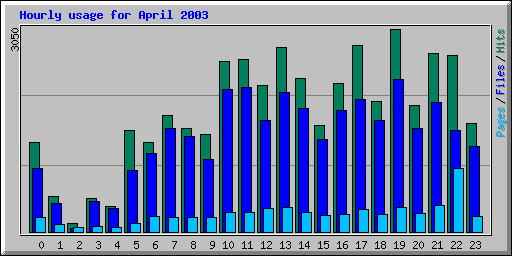 Hourly usage for April 2003
3050
Pages/Files/Hits
0 1 2 3 4 5 6 7 8 9 10 11 12 13 14 15 16 17 18 19 20 21 22 23